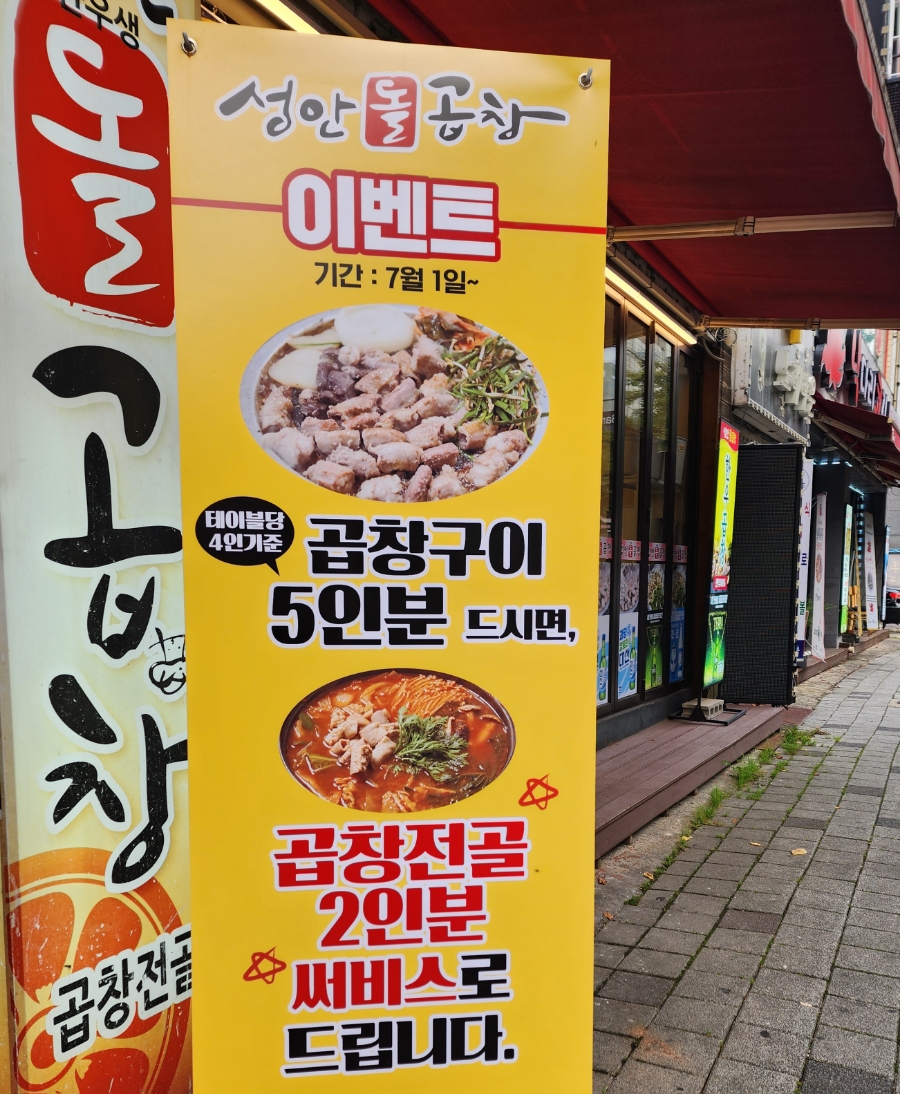 성안돌곱창
이벤트
기간 : 7월 1일~
테이블당
4인기준
곱창구이
5인분 드시면,
곱창전골
2인분
써비스로
드립니다.
돌
곱
창
곱창전골